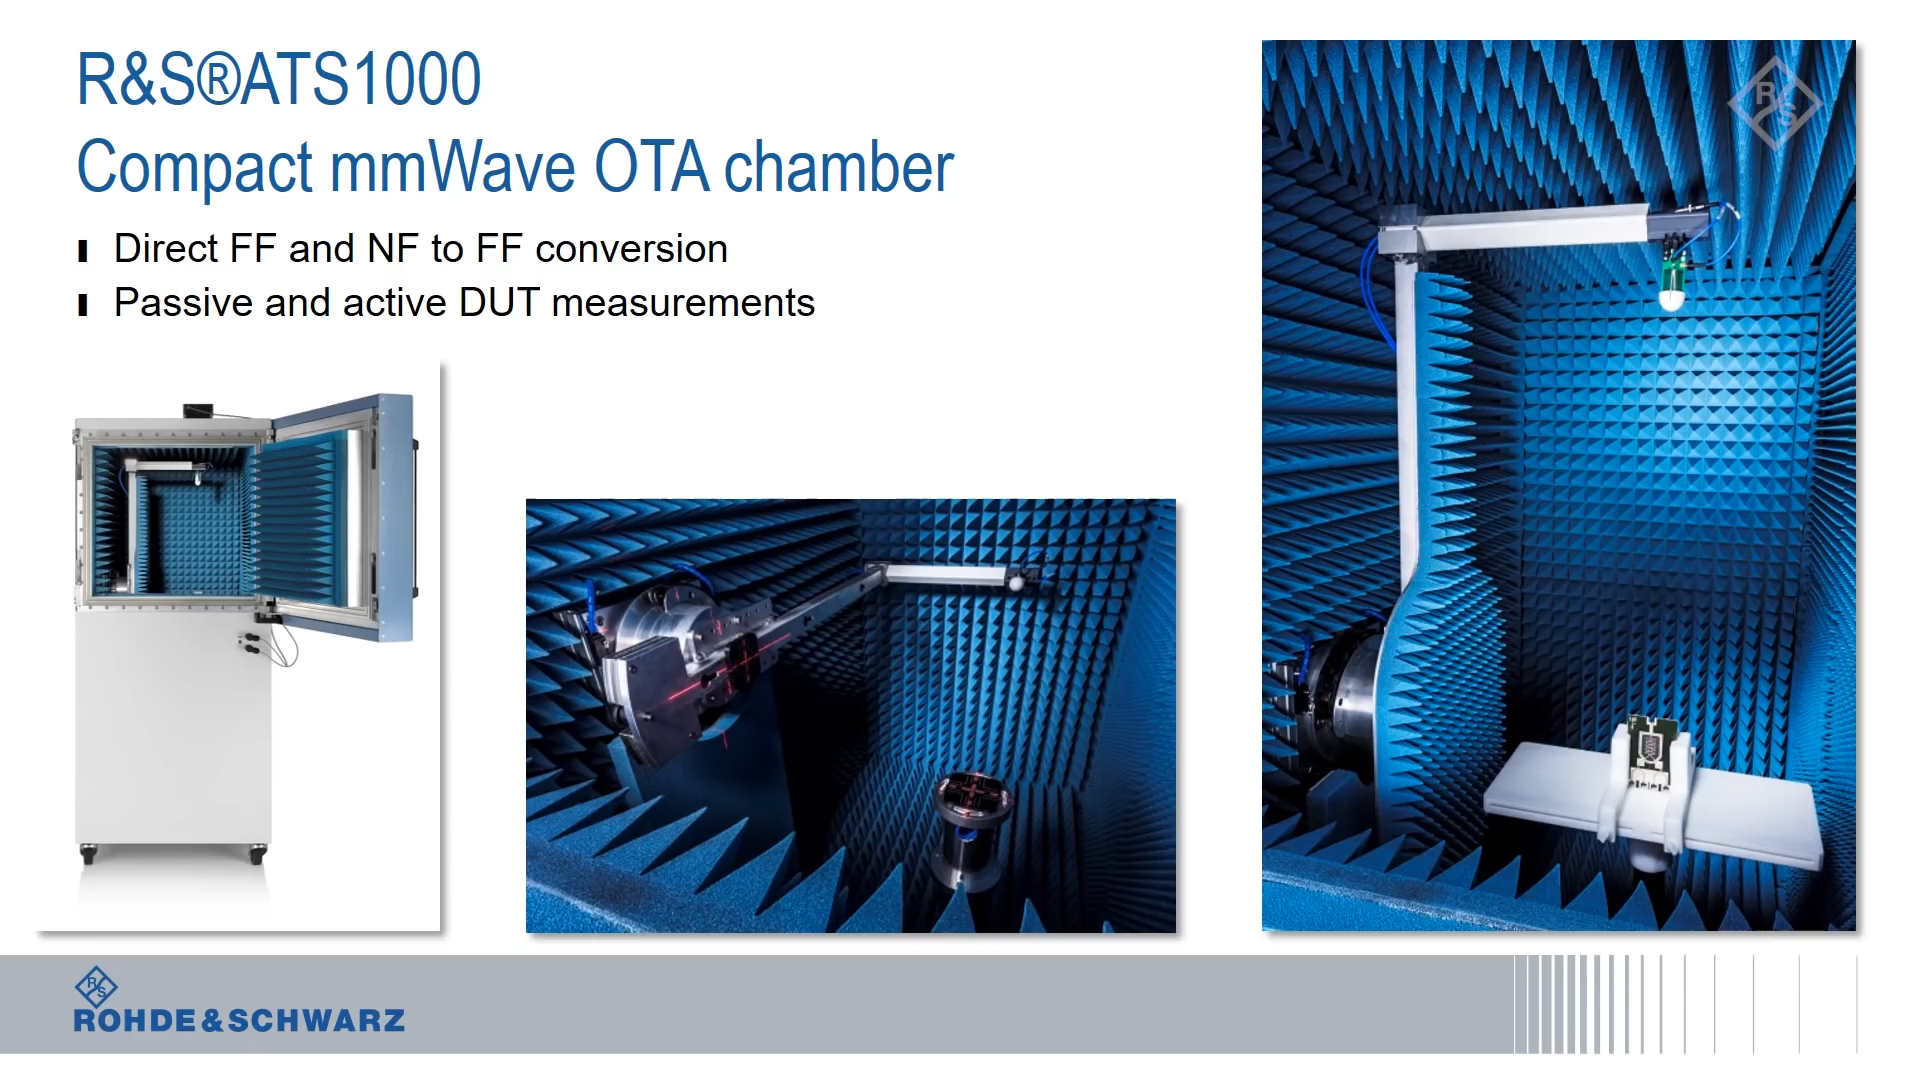 R&S®ATS1000
Compact mmWave OTA chamber
Direct FF and NF to FF conversion
Passive and active DUT measurements
R S
R S
ROHDE&SCHWARZ